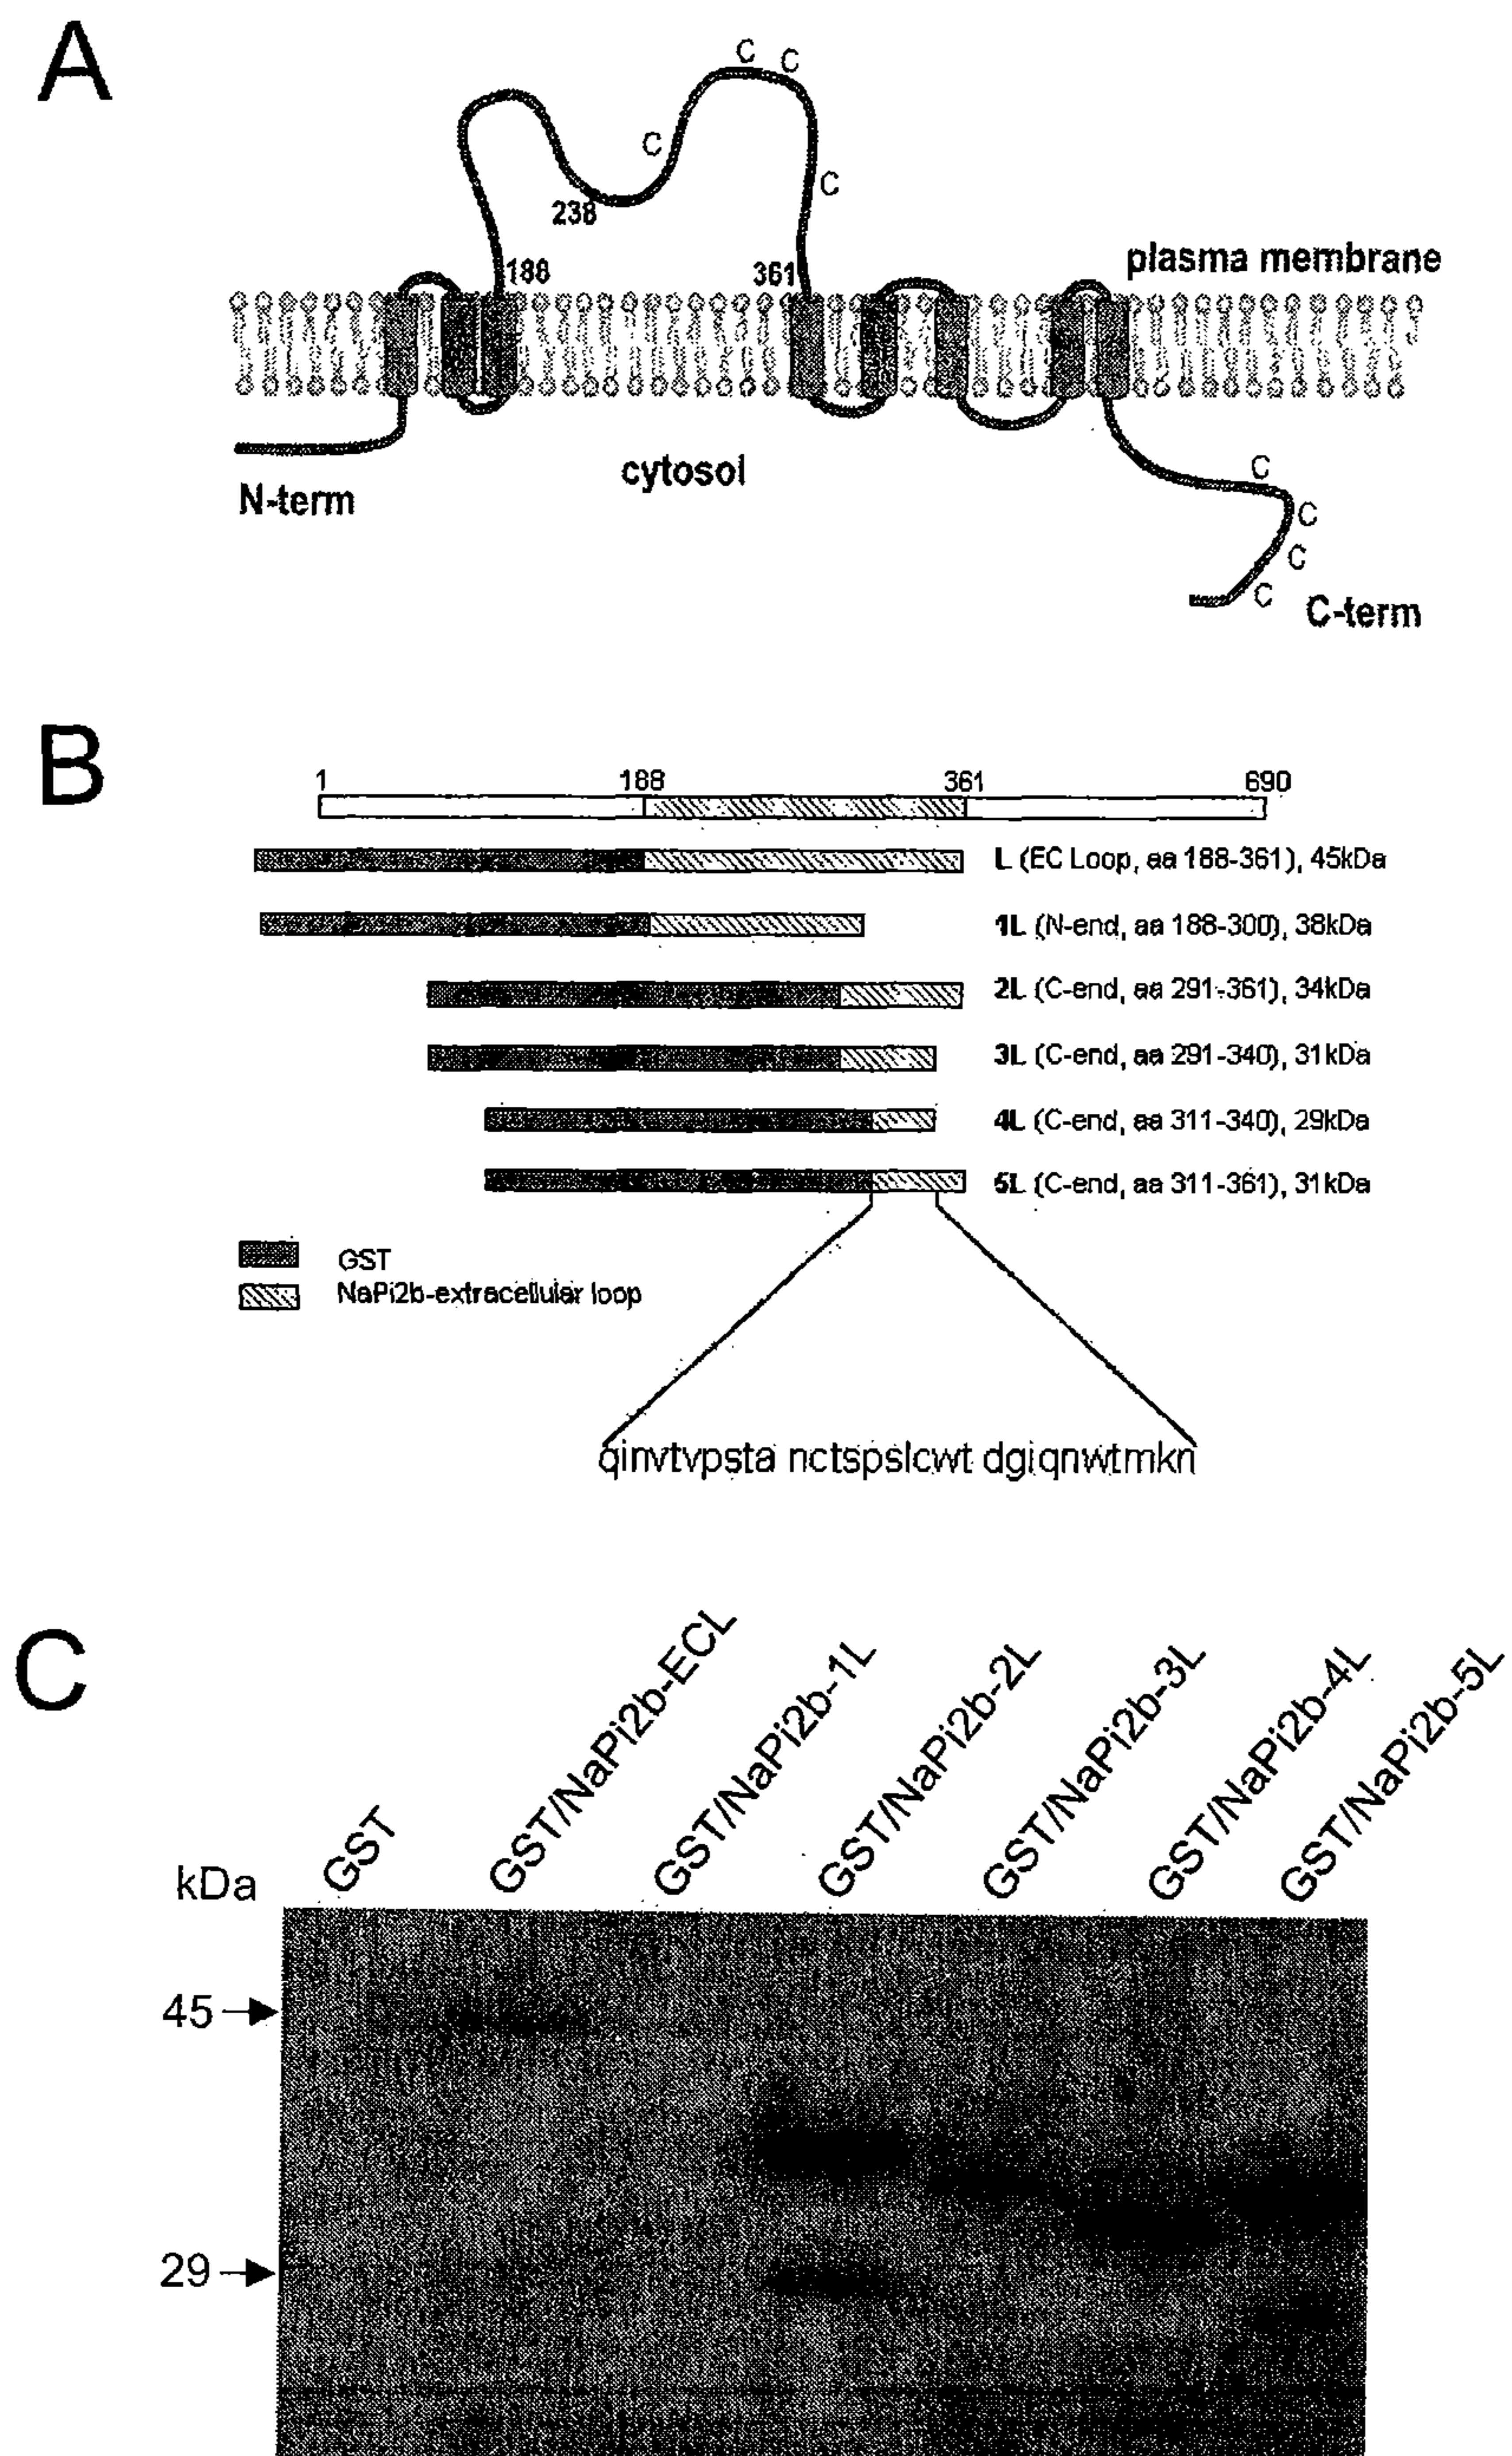 A
C C
C
C
238
188
361
plasma membrane
cytosol
N-term
C
C
C
C
C-term
B
1 188 361 690
L (EC Loop, aa 188-361), 45kDa
1L (N-end, aa 188-300), 38kDa
2L (C-end, aa 291-361), 34kDa
3L (C-end, aa 291-340), 31kDa
4L (C-end, aa 311-340), 29kDa
5L (C-end, aa 311-361), 31kDa
GST
NaPi2b-extracellular loop
qinvtvpsta nctspslcwt dgiqnwtmkn
C
kDa
GST
GST/NaPi2b-ECL
GST/NaPi2b-1L
GST/NaPi2b-2L
GST/NaPi2b-3L
GST/NaPi2b-4L
GST/NaPi2b-5L
45
29